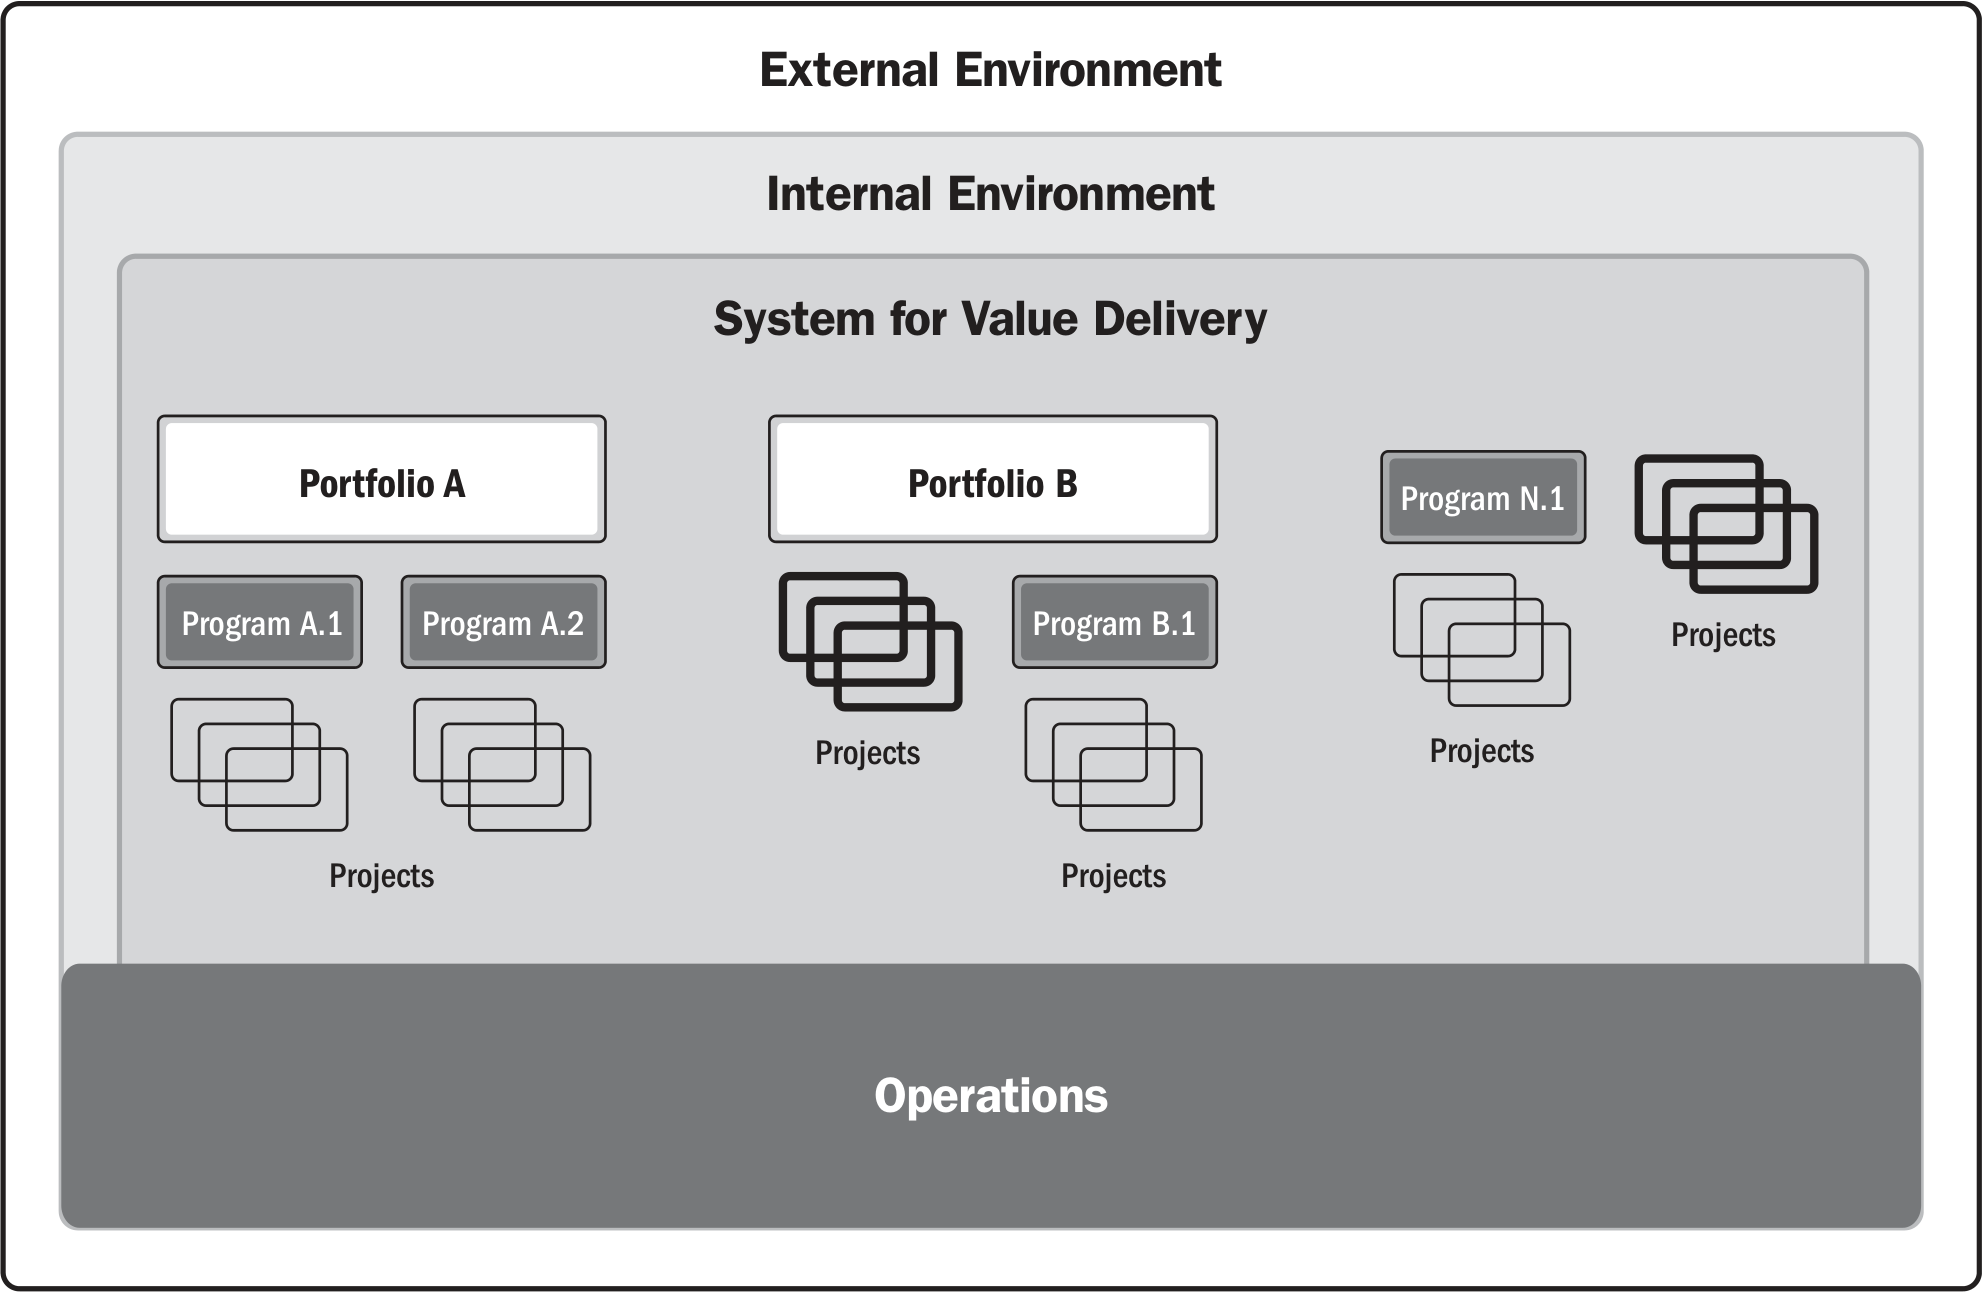 External Environment
Internal Environment
System for Value Delivery
Portfolio A
Portfolio B
Program N.1
Program A.1
Program A.2
Program B.1
Projects
Projects
Projects
Projects
Projects
Operations